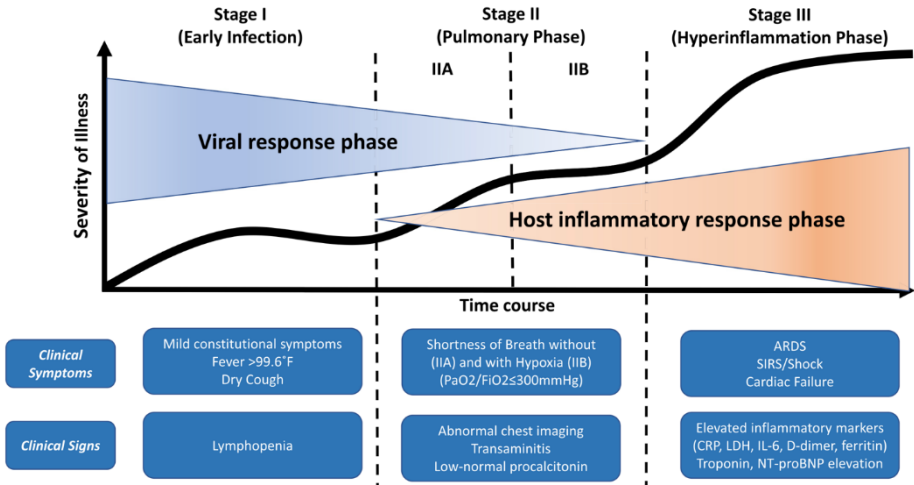 Stage I
(Early Infection)
Stage II
(Pulmonary Phase)
Stage III
(Hyperinflammation Phase)
IIA
IIB
Severity of Illness
Viral response phase
Host inflammatory response phase
Time course
Clinical
Symptoms
Mild constitutional symptoms
Fever >99.6°F
Dry Cough
Shortness of Breath without
(IIA) and with Hypoxia (IIB)
(PaO2/FiO2≤300mmHg)
ARDS
SIRS/Shock
Cardiac Failure
Clinical Signs
Lymphopenia
Abnormal chest imaging
Transaminitis
Low-normal procalcitonin
Elevated inflammatory markers
(CRP, LDH, IL-6, D-dimer, ferritin)
Troponin, NT-proBNP elevation